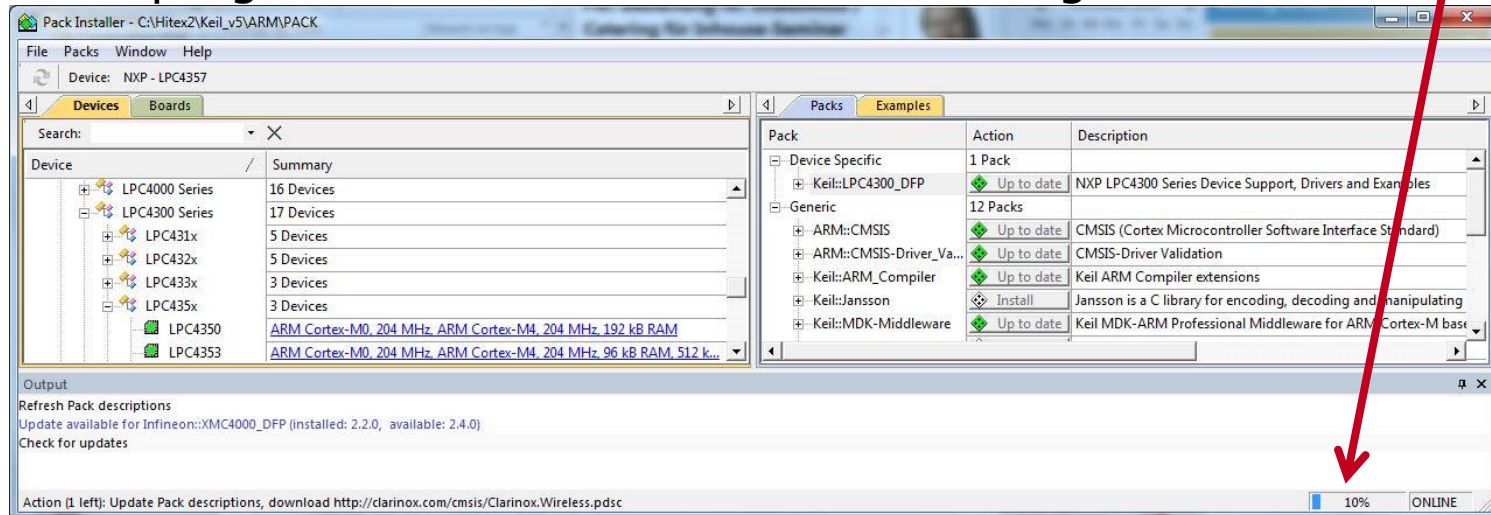 Pack Installer - C:\Hitex2\Keil_v5\ARM\PACK
File Packs Window Help
Device: NXP - LPC4357
Devices Boards
Search:
Device / Summary
LPC4000 Series 16 Devices
LPC4300 Series 17 Devices
LPC431x 5 Devices
LPC432x 5 Devices
LPC433x 3 Devices
LPC435x 3 Devices
LPC4350 ARM Cortex-M0, 204 MHz, ARM Cortex-M4, 204 MHz, 192 kB RAM
LPC4353 ARM Cortex-M0, 204 MHz, ARM Cortex-M4, 204 MHz, 96 kB RAM, 512 k...
Packs Examples
Pack Action Description
Device Specific 1 Pack
Keil::LPC4300_DFP Up to date NXP LPC4300 Series Device Support, Drivers and Examples
Generic 12 Packs
ARM::CMSIS Up to date CMSIS (Cortex Microcontroller Software Interface Standard)
ARM::CMSIS-Driver_Va... Up to date CMSIS-Driver Validation
Keil::ARM_Compiler Up to date Keil ARM Compiler extensions
Keil::Jansson Install Jansson is a C library for encoding, decoding and manipulating
Keil::MDK-Middleware Up to date Keil MDK-ARM Professional Middleware for ARM Cortex-M base
Output
Refresh Pack descriptions
Update available for Infineon::XMC4000_DFP (installed: 2.2.0, available: 2.4.0)
Check for updates
Action (1 left): Update Pack descriptions, download http://clarinox.com/cmsis/Clarinox.Wireless.pdsc
10% ONLINE